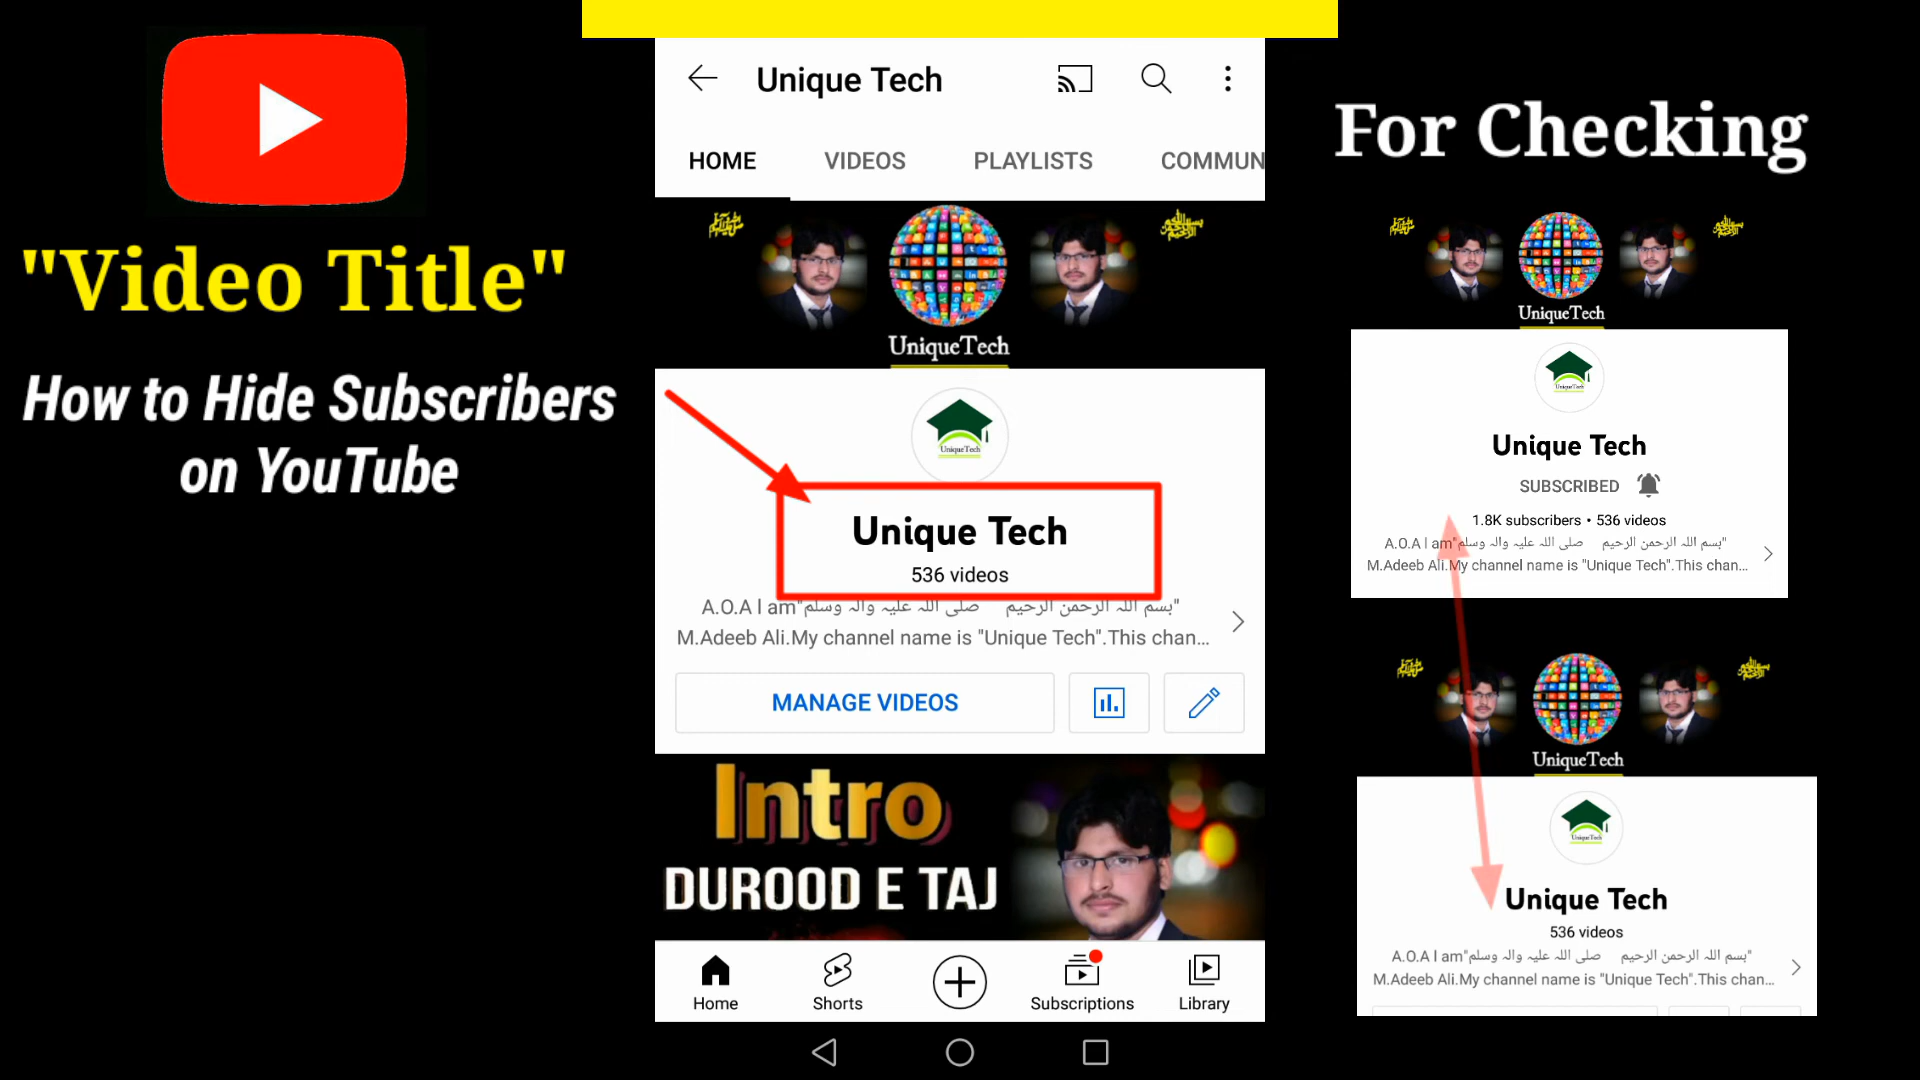 "Video Title"
How to Hide Subscribers
on YouTube
Unique Tech
HOME VIDEOS PLAYLISTS COMMUN
UniqueTech
UniqueTech
Unique Tech
536 videos
A.O.A I am"بسم اللہ الرحمن الرحیم صلی اللہ علیہ والہ وسلم"
M.Adeeb Ali.My channel name is "Unique Tech".This chan...
MANAGE VIDEOS
Intro
DUROOD E TAJ
Home Shorts Subscriptions Library
For Checking
UniqueTech
UniqueTech
Unique Tech
SUBSCRIBED
1.8K subscribers • 536 videos
A.O.A I am"بسم اللہ الرحمن الرحیم صلی اللہ علیہ والہ وسلم"
M.Adeeb Ali.My channel name is "Unique Tech".This chan...
UniqueTech
UniqueTech
Unique Tech
536 videos
A.O.A I am"بسم اللہ الرحمن الرحیم صلی اللہ علیہ والہ وسلم"
M.Adeeb Ali.My channel name is "Unique Tech".This chan...